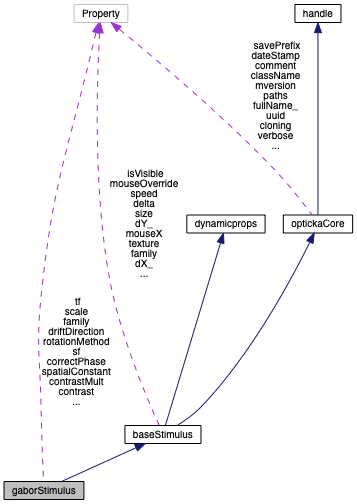 Property
handle
savePrefix
dateStamp
comment
className
mversion
paths
fullName_
uuid
cloning
verbose
...
isVisible
mouseOverride
speed
delta
size
dY_
mouseX
texture
family
dX_
...
dynamicprops
optickaCore
tf
scale
family
driftDirection
rotationMethod
sf
correctPhase
spatialConstant
contrastMult
contrast
...
baseStimulus
gaborStimulus